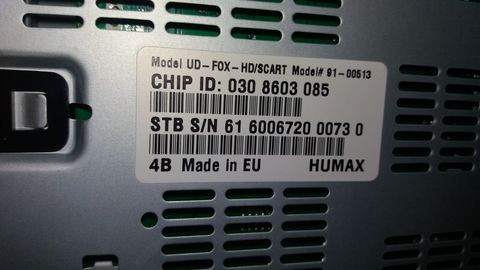 Model UD-FOX-HD/SCART Model# 91-00513
CHIP ID: 030 8603 085
STB S/N 61 6006720 0073 0
4B Made in EU HUMAX